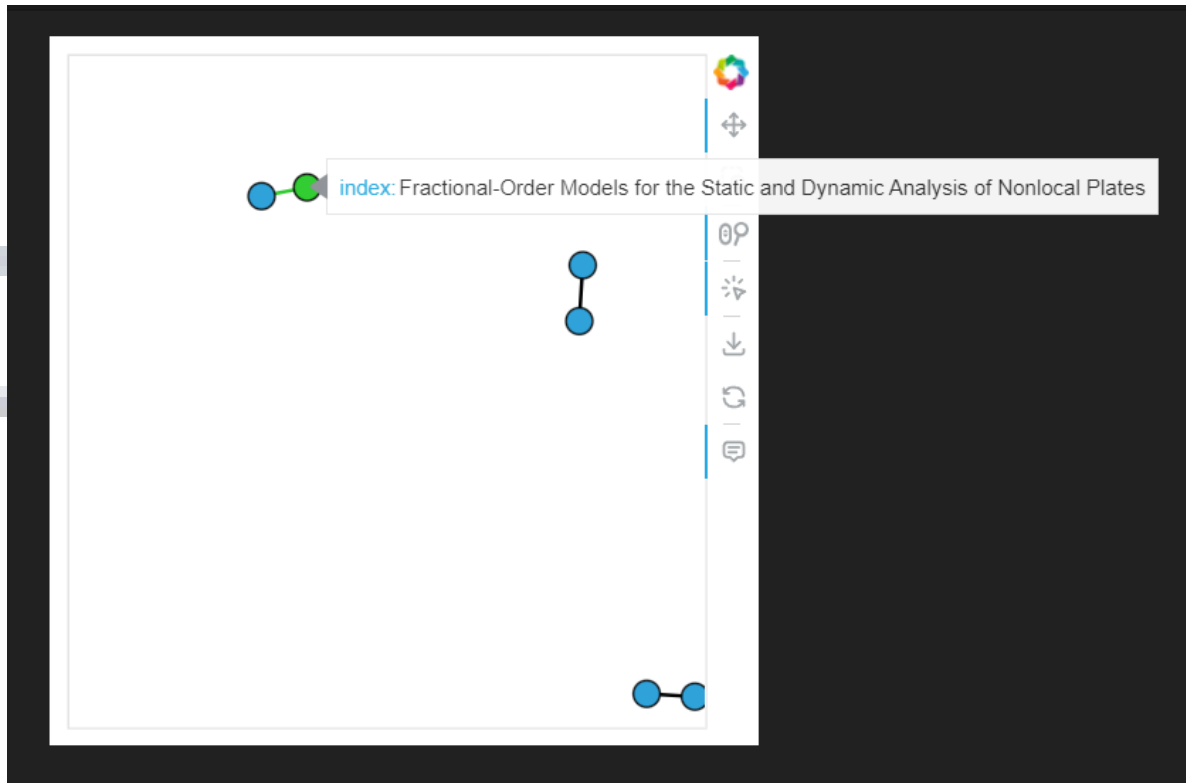 index: Fractional-Order Models for the Static and Dynamic Analysis of Nonlocal Plates